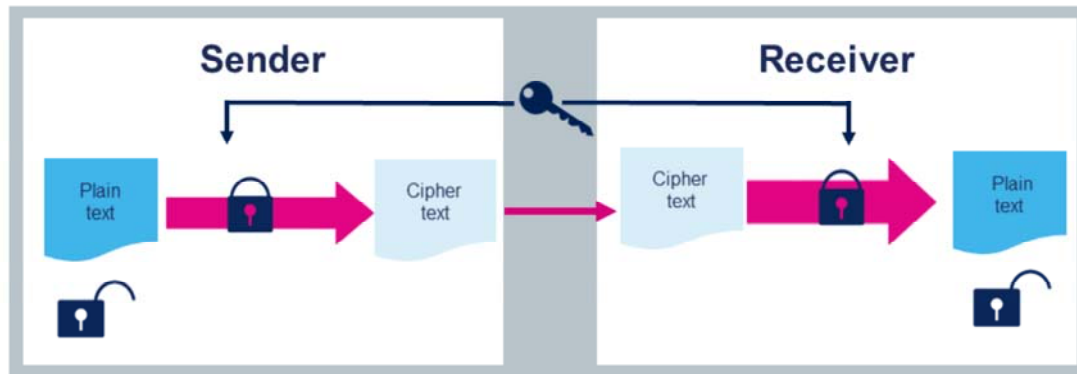 Sender
Receiver
Plain
text
Cipher
text
Cipher
text
Plain
text